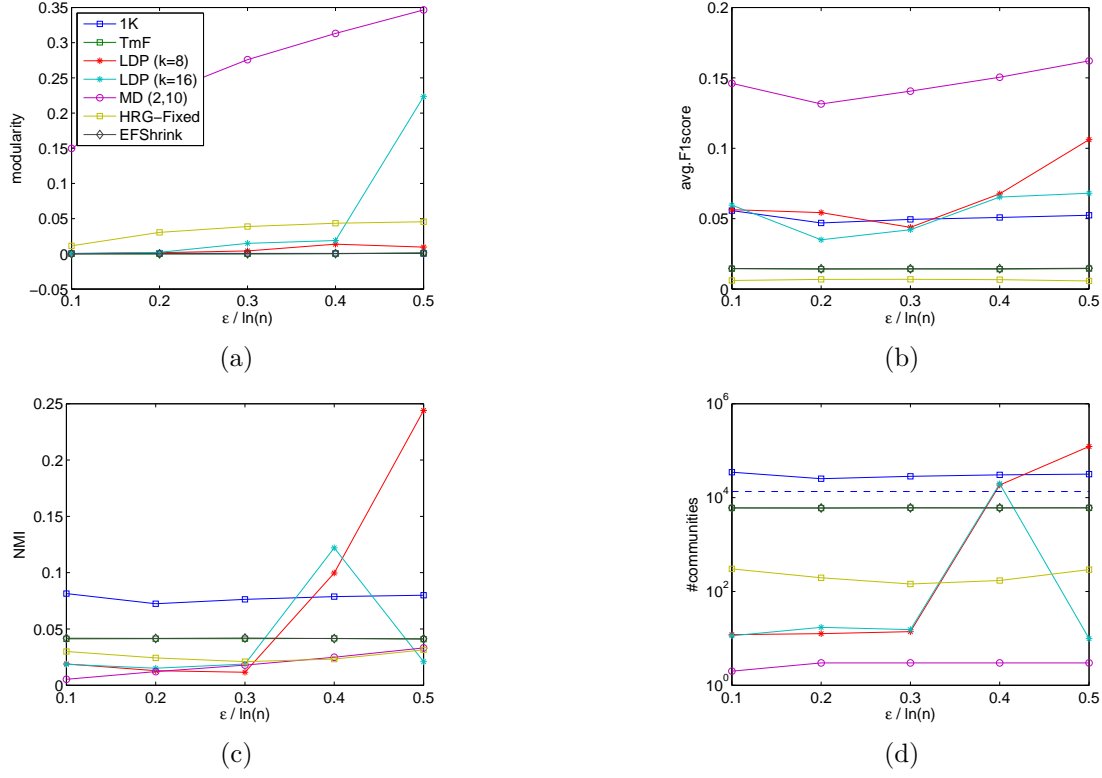 0.35
0.3
0.25
0.2
0.15
0.1
0.05
0
−0.05
modularity
1K
TmF
LDP (k=8)
LDP (k=16)
MD (2,10)
HRG−Fixed
EFShrink
0.1 0.2 0.3 0.4 0.5
ε / ln(n)
(a)
0.2
0.15
0.1
0.05
0
avg.F1score
0.1 0.2 0.3 0.4 0.5
ε / ln(n)
(b)
0.25
0.2
0.15
0.1
0.05
0
NMI
0.1 0.2 0.3 0.4 0.5
ε / ln(n)
(c)
10^6
10^4
10^2
10^0
#communities
0.1 0.2 0.3 0.4 0.5
ε / ln(n)
(d)